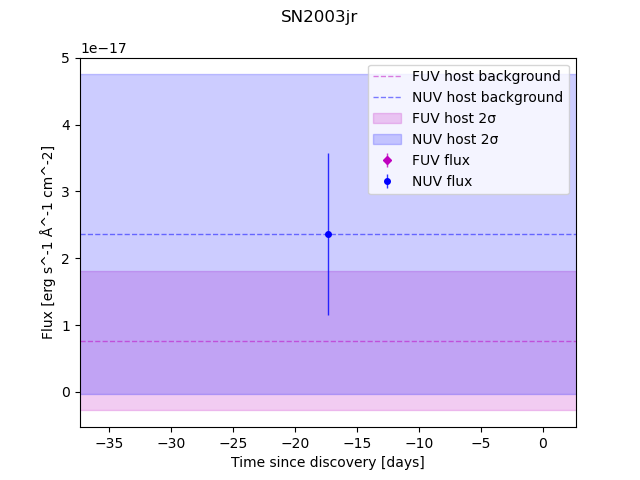 SN2003jr
1e−17
FUV host background
NUV host background
FUV host 2σ
NUV host 2σ
FUV flux
NUV flux
5
4
3
2
1
0
Flux [erg s^-1 Å^-1 cm^-2]
−35 −30 −25 −20 −15 −10 −5 0
Time since discovery [days]